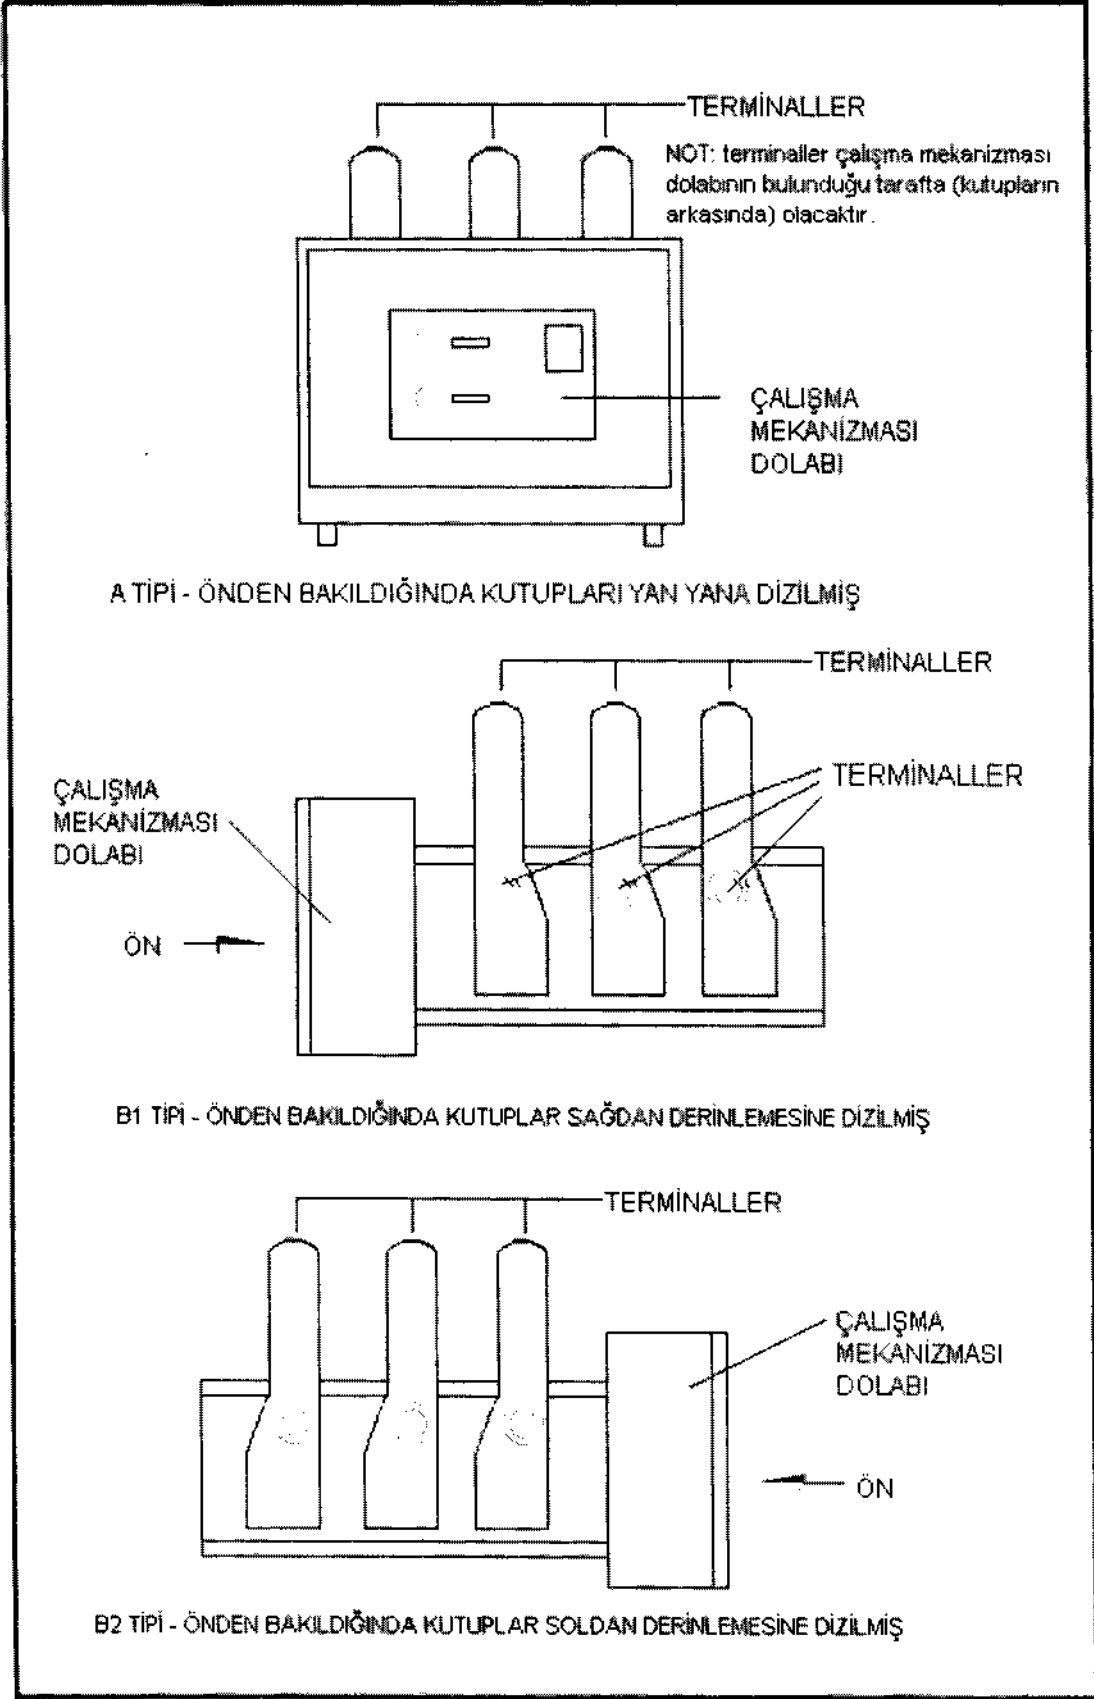 TERMİNALLER
NOT: terminaller çalışma mekanizması
dolabının bulunduğu tarafta (kutupların
arkasında) olacaktır.
ÇALIŞMA
MEKANİZMASI
DOLABI
A TİPİ - ÖNDEN BAKILDIĞINDA KUTUPLARI YAN YANA DİZİLMİŞ
TERMİNALLER
TERMİNALLER
ÇALIŞMA
MEKANİZMASI
DOLABI
ÖN
B1 TİPİ - ÖNDEN BAKILDIĞINDA KUTUPLAR SAĞDAN DERİNLEMESİNE DİZİLMİŞ
TERMİNALLER
ÇALIŞMA
MEKANİZMASI
DOLABI
ÖN
B2 TİPİ - ÖNDEN BAKILDIĞINDA KUTUPLAR SOLDAN DERİNLEMESİNE DİZİLMİŞ